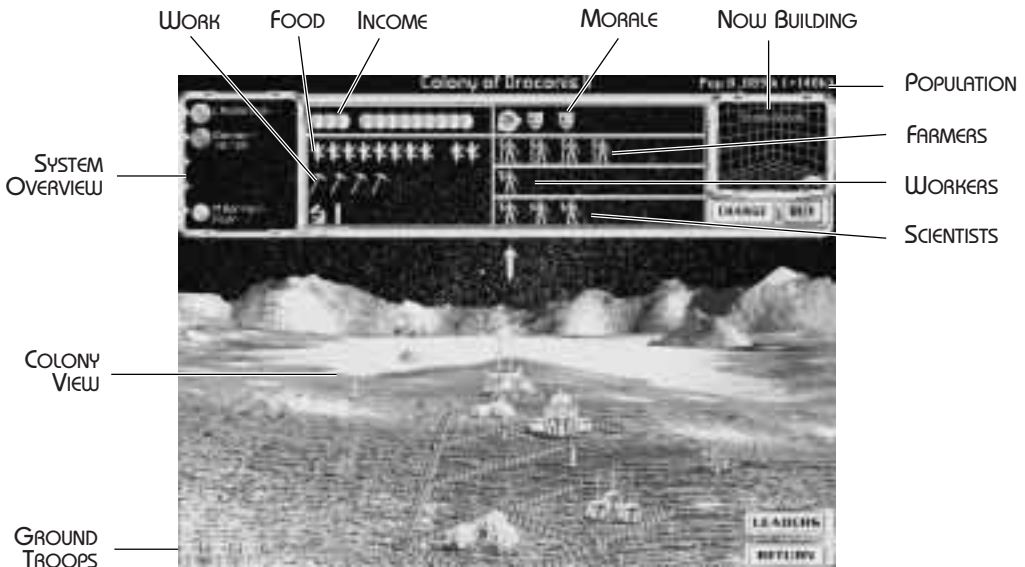 WORK
FOOD
INCOME
MORALE
NOW BUILDING
Colony of Draconis
POPULATION
FARMERS
SYSTEM
OVERVIEW
WORKERS
CHANGE
BUY
SCIENTISTS
COLONY
VIEW
LEADERS
GROUND
TROOPS
RETURN